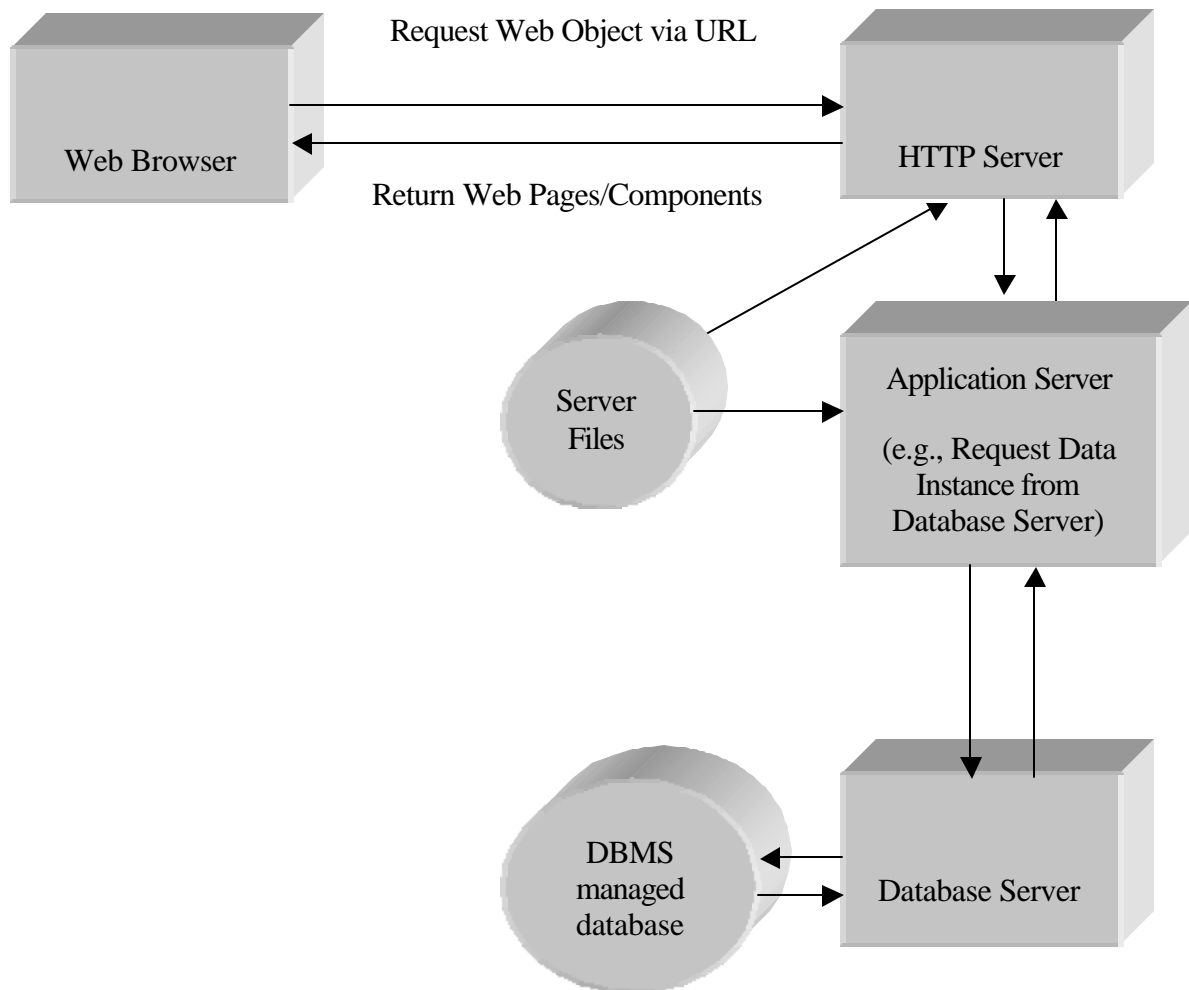 Request Web Object via URL
Web Browser
HTTP Server
Return Web Pages/Components
Server
Files
Application Server
(e.g., Request Data
Instance from
Database Server)
DBMS
managed
database
Database Server